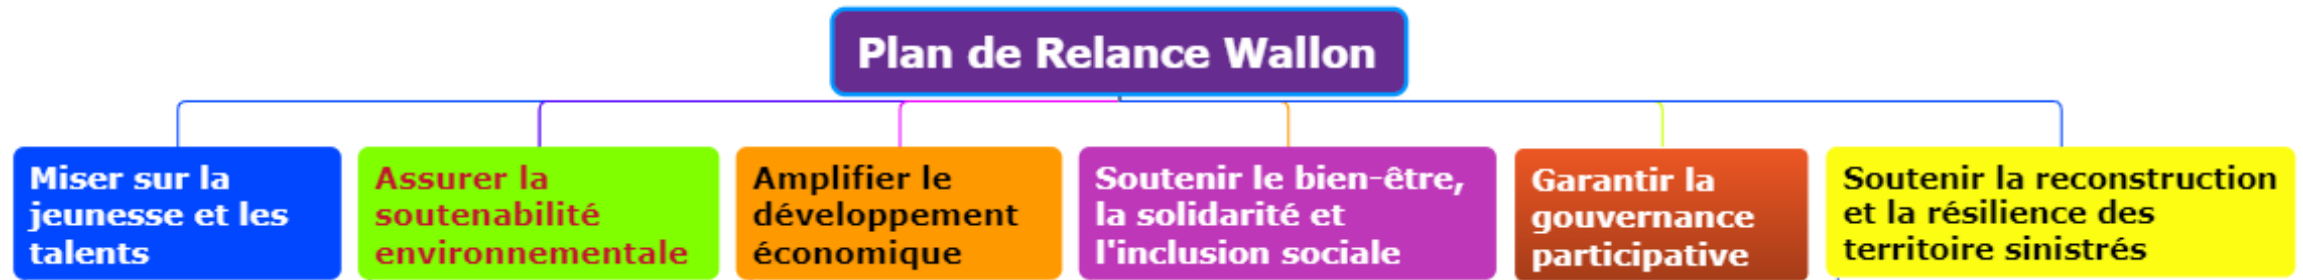 Plan de Relance Wallon
Miser sur la
jeunesse et les
talents
Assurer la
soutenabilité
environnementale
Amplifier le
développement
économique
Soutenir le bien-être,
la solidarité et
l'inclusion sociale
Garantir la
gouvernance
participative
Soutenir la reconstruction
et la résilience des
territoire sinistrés